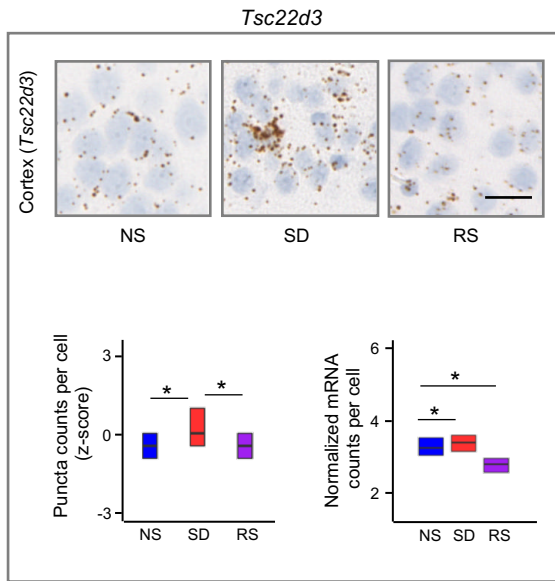 Tsc22d3
Cortex (Tsc22d3)
NS SD RS
Puncta counts per cell
(z-score)
3
0
-3
* *
NS SD RS
Normalized mRNA
counts per cell
6
4
2
*
*
NS SD RS